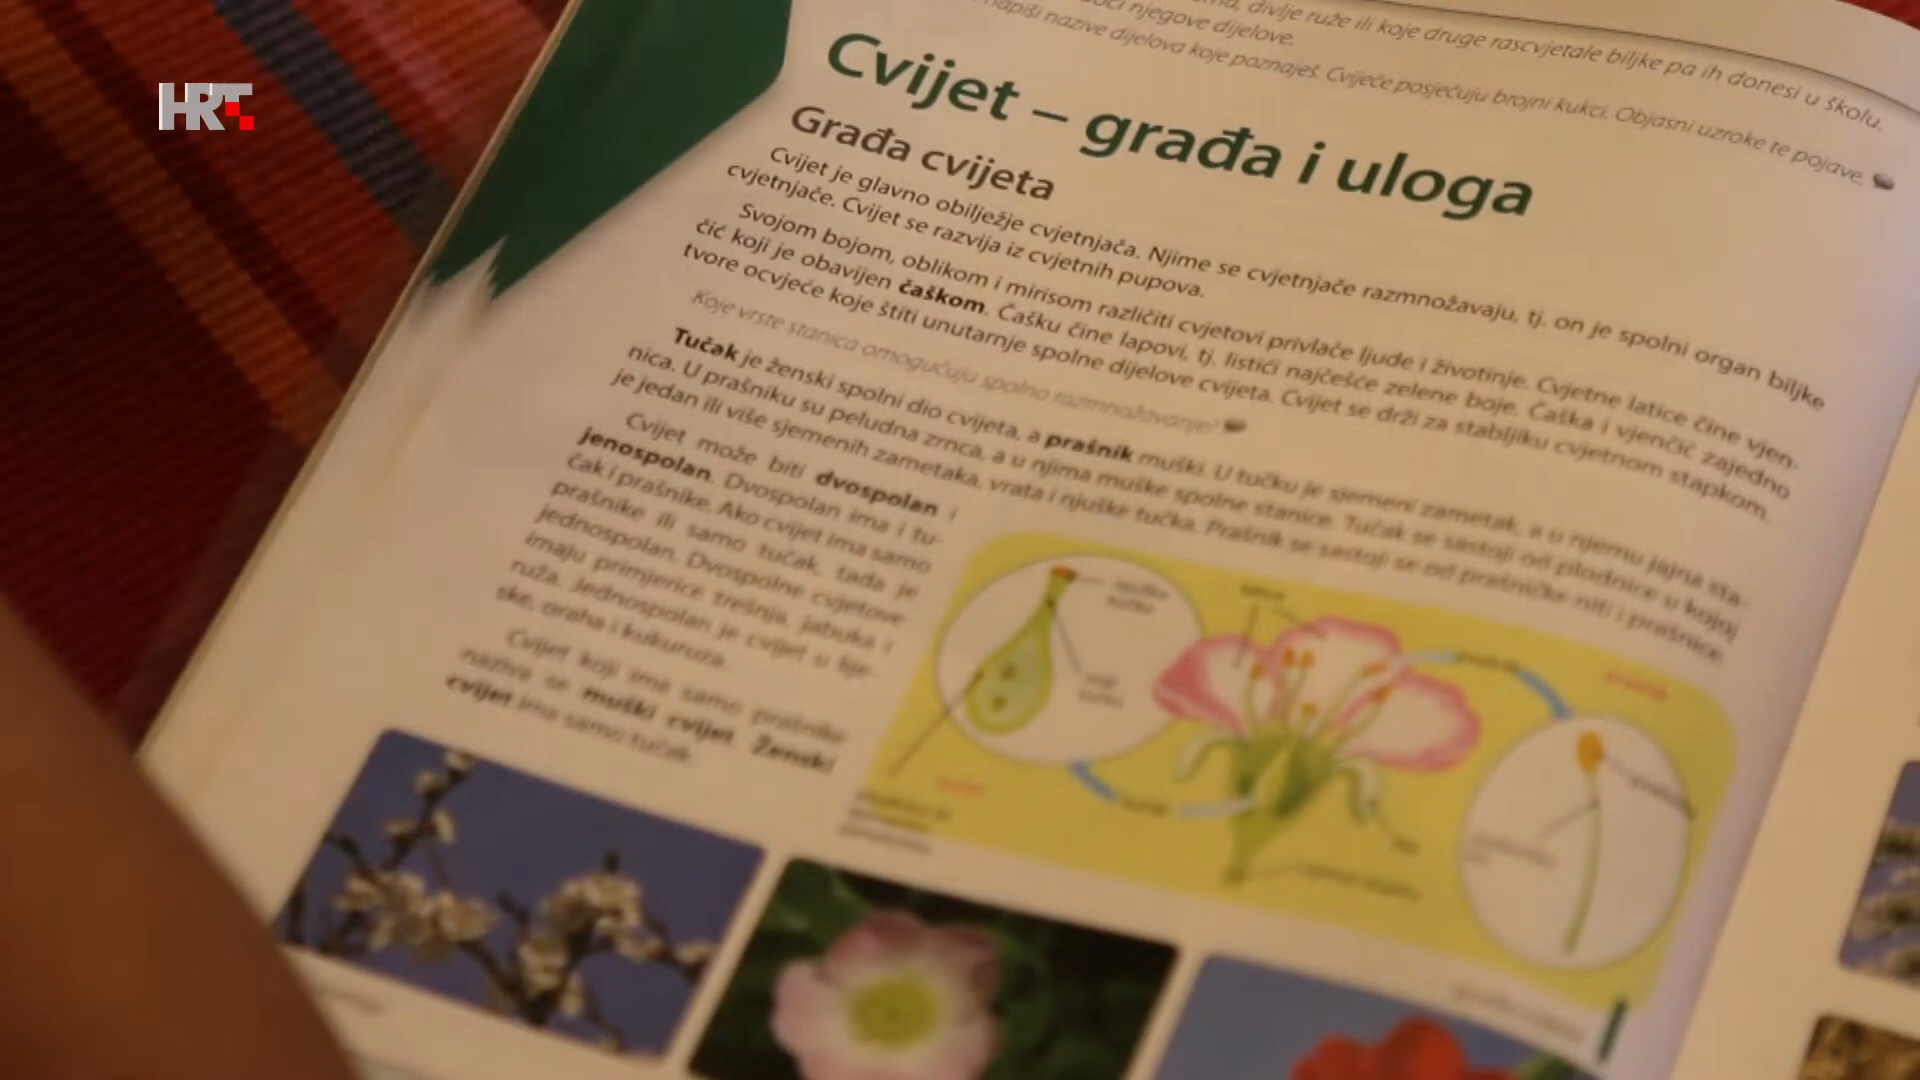 HRT
divlje ruže ili koje druge rascvjetale biljke pa ih donesi u školu.
njegove dijelove.
napiši nazive dijelova koje poznaješ. Cvijeće posjećuju brojni kukci. Objasni uzroke te pojave.
Cvijet – građa i uloga
Građa cvijeta
Cvijet je glavno obilježje cvjetnjača. Njime se cvjetnjače razmnožavaju, tj. on je spolni organ biljke
cvjetnjače. Cvijet se razvija iz cvjetnih pupova.
Svojom bojom, oblikom i mirisom različiti cvjetovi privlače ljude i životinje. Cvjetne latice čine vjen-
čić koji je obavijen čaškom. Čašku čine lapovi, tj. listići najčešće zelene boje. Čaška i vjenčić zajedno
tvore ocvjeće koje štiti unutarnje spolne dijelove cvijeta. Cvijet se drži za stabljiku cvjetnom stapkom.
Koje vrste stanica omogućuju spolno razmnožavanje?
Tučak je ženski spolni dio cvijeta, a prašnik muški. U tučku je sjemeni zametak, a u njemu jajna sta-
nica. U prašniku su peludna zrnca, a u njima muške spolne stanice. Tučak se sastoji od plodnice u kojoj
je jedan ili više sjemenih zametaka, vrata i njuške tučka. Prašnik se sastoji se od prašničke niti i prašnice.
Cvijet može biti dvospolan i
jenospolan. Dvospolan ima i tu-
čak i prašnike. Ako cvijet ima samo
prašnike ili samo tučak, tada je
jednospolan. Dvospolne cvjetove
imaju primjerice trešnja, jabuka i
ruža. Jednospolan je cvijet u lije-
ske, oraha i kukuruza.
Cvijet koji ima samo prašnike
naziva se muški cvijet. Ženski
cvijet ima samo tučak.